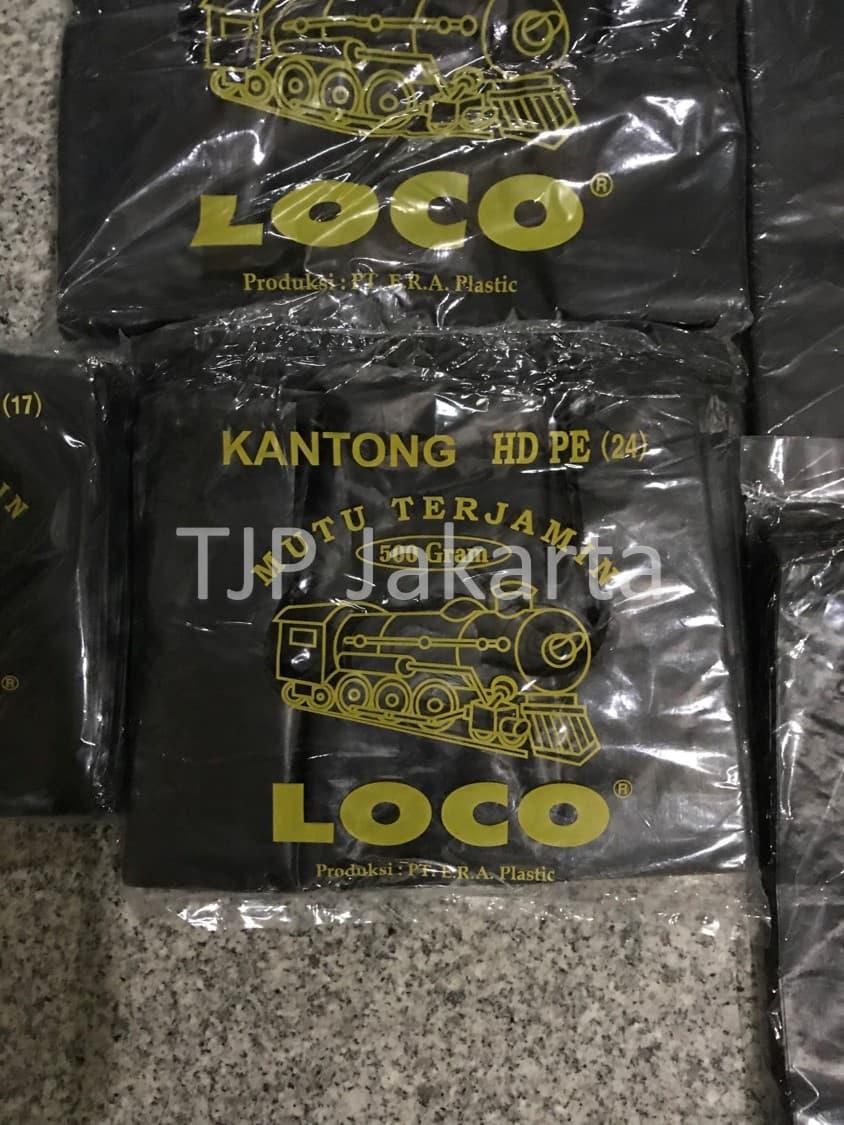 LOCO®
Produksi : PT. E.R.A. Plastic
(17)
KANTONG HD PE (24)
MUTU TERJAMIN
500 Gram
TJP Jakarta
LOCO®
Produksi : PT. E.R.A. Plastic
®